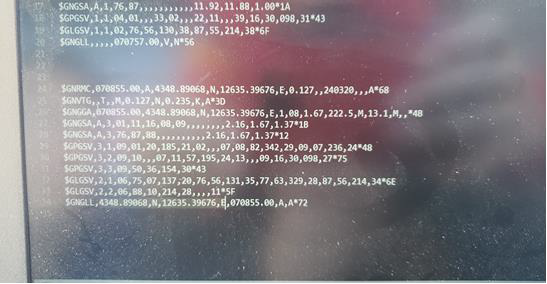 $GNGSA,A,1,76,87,,,,,,,,,,,11.92,11.88,1.00*1A
$GPGSV,1,1,04,01,,,33,02,,,22,11,,,39,16,30,098,31*43
$GLGSV,1,1,02,76,56,130,38,87,55,214,38*6F
$GNGLL,,,,,070757.00,V,N*56
$GNRMC,070855.00,A,4348.89068,N,12635.39676,E,0.127,,240320,,,A*68
$GNVTG,,T,,M,0.127,N,0.235,K,A*3D
$GNGGA,070855.00,4348.89068,N,12635.39676,E,1,08,1.67,222.5,M,13.1,M,,*4B
$GNGSA,A,3,01,11,16,08,09,,,,,,,,2.16,1.67,1.37*1B
$GNGSA,A,3,76,87,88,,,,,,,,,,2.16,1.67,1.37*12
$GPGSV,3,1,09,01,20,185,21,02,,,07,08,82,342,29,09,07,236,24*48
$GPGSV,3,2,09,10,,,07,11,57,195,24,13,,,09,16,30,098,27*75
$GPGSV,3,3,09,50,36,154,30*43
$GLGSV,2,1,06,75,07,137,20,76,56,131,35,77,63,329,28,87,56,214,34*6E
$GLGSV,2,2,06,88,10,214,28,,,,11*5F
$GNGLL,4348.89068,N,12635.39676,E,070855.00,A,A*72